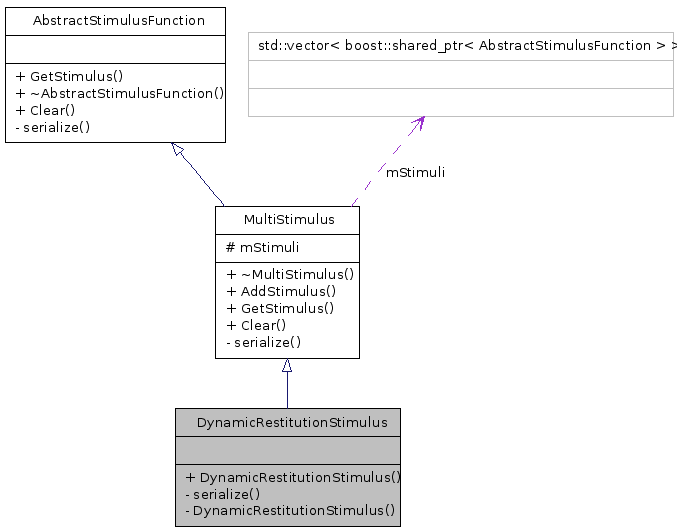 AbstractStimulusFunction
+ GetStimulus()
+ ~AbstractStimulusFunction()
+ Clear()
- serialize()
std::vector< boost::shared_ptr< AbstractStimulusFunction > >
mStimuli
MultiStimulus
# mStimuli
+ ~MultiStimulus()
+ AddStimulus()
+ GetStimulus()
+ Clear()
- serialize()
DynamicRestitutionStimulus
+ DynamicRestitutionStimulus()
- serialize()
- DynamicRestitutionStimulus()